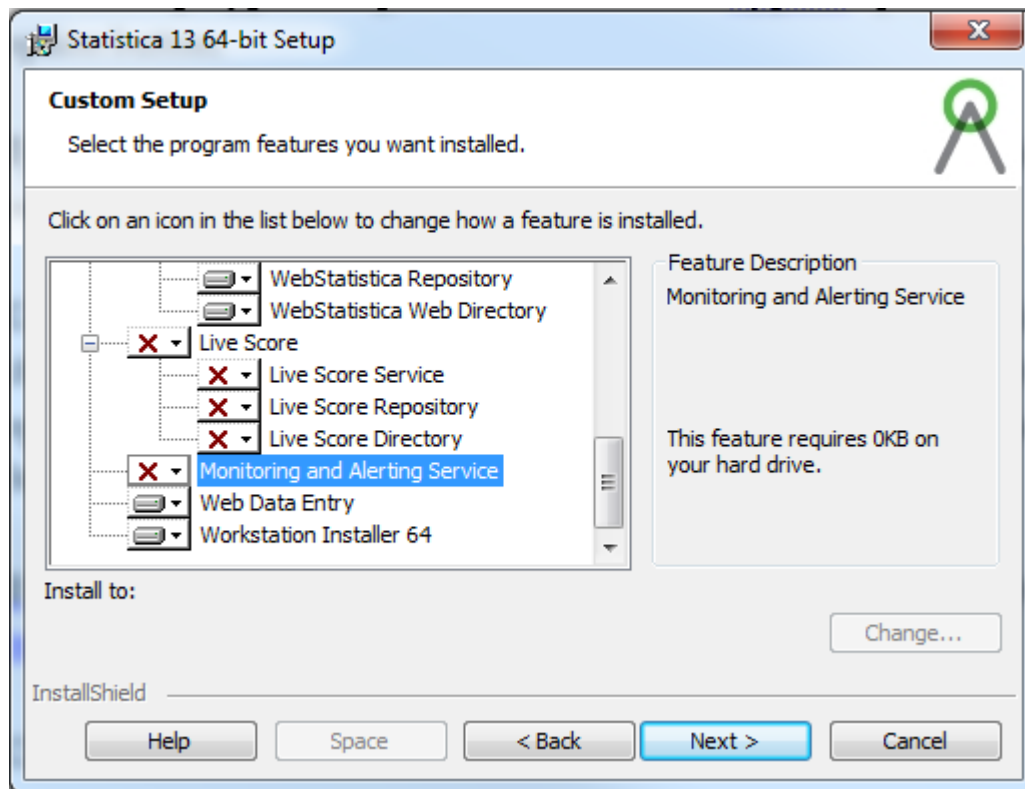 Statistica 13 64-bit Setup
Custom Setup
Select the program features you want installed.
Click on an icon in the list below to change how a feature is installed.
WebStatistica Repository
WebStatistica Web Directory
Live Score
Live Score Service
Live Score Repository
Live Score Directory
Monitoring and Alerting Service
Web Data Entry
Workstation Installer 64
Feature Description
Monitoring and Alerting Service
This feature requires 0KB on
your hard drive.
Install to:
Change...
InstallShield
Help
Space
< Back
Next >
Cancel